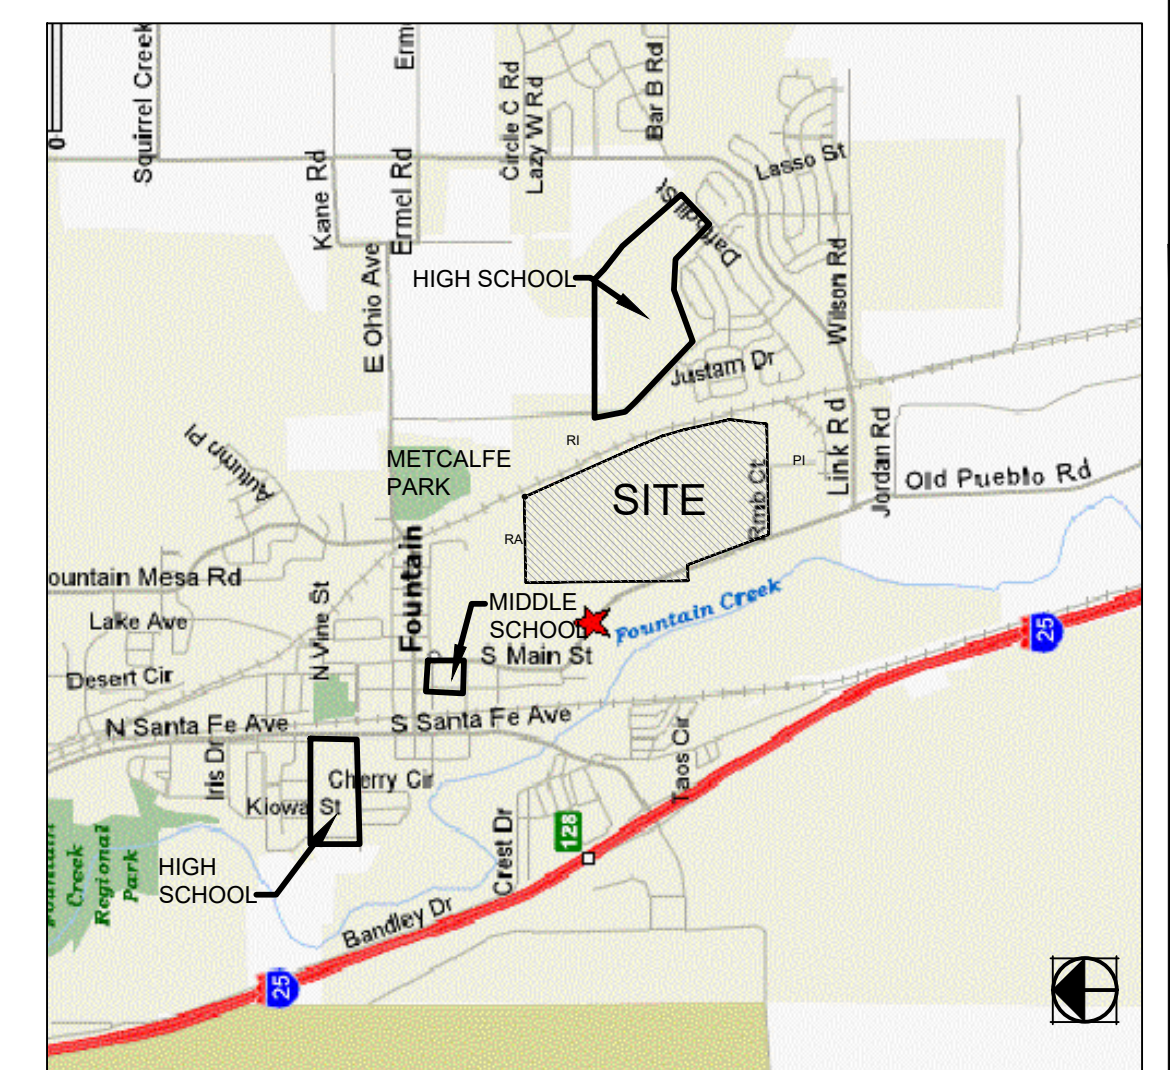 Squirrel Creek
Erm
Circle C Rd
Lazy W Rd
Bar B Rd
0
Lasso St
Kane Rd
Ermel Rd
Daffodil St
HIGH SCHOOL
E Ohio Ave
Wilson Rd
Justam Dr
Autumn Pl
RI
METCALFE
PARK
PI
Link Rd
Jordan Rd
Old Pueblo Rd
SITE
Rmb Ct
RA
Fountain
ountain Mesa Rd
Lake Ave
N Vine St
MIDDLE
SCHOOL
Fountain Creek
25
S Main St
Desert Cir
N Santa Fe Ave
S Santa Fe Ave
Iris Dr
Cherry Cir
Taos Cir
Kiowa St
128
Crest Dr
Fountain
Creek
Regional
Park
HIGH
SCHOOL
Bandley Dr
25